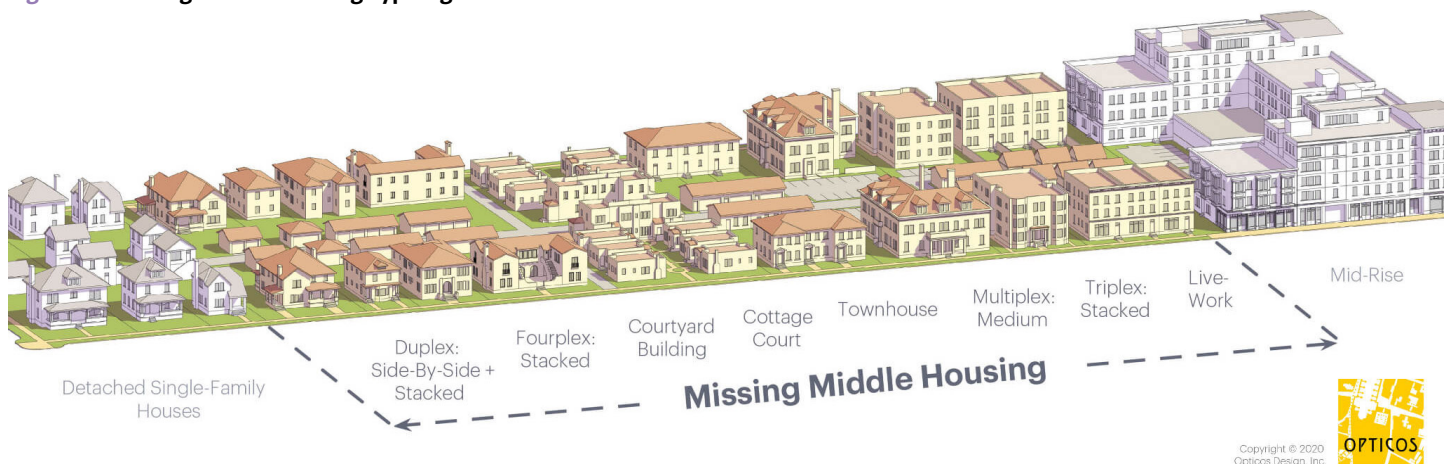 Detached Single-Family
Houses
Duplex:
Side-By-Side +
Stacked
Fourplex:
Stacked
Courtyard
Building
Cottage
Court
Townhouse
Multiplex:
Medium
Triplex:
Stacked
Live-
Work
Mid-Rise
Missing Middle Housing
Copyright © 2020
Opticos Design, Inc.
OPTICOS